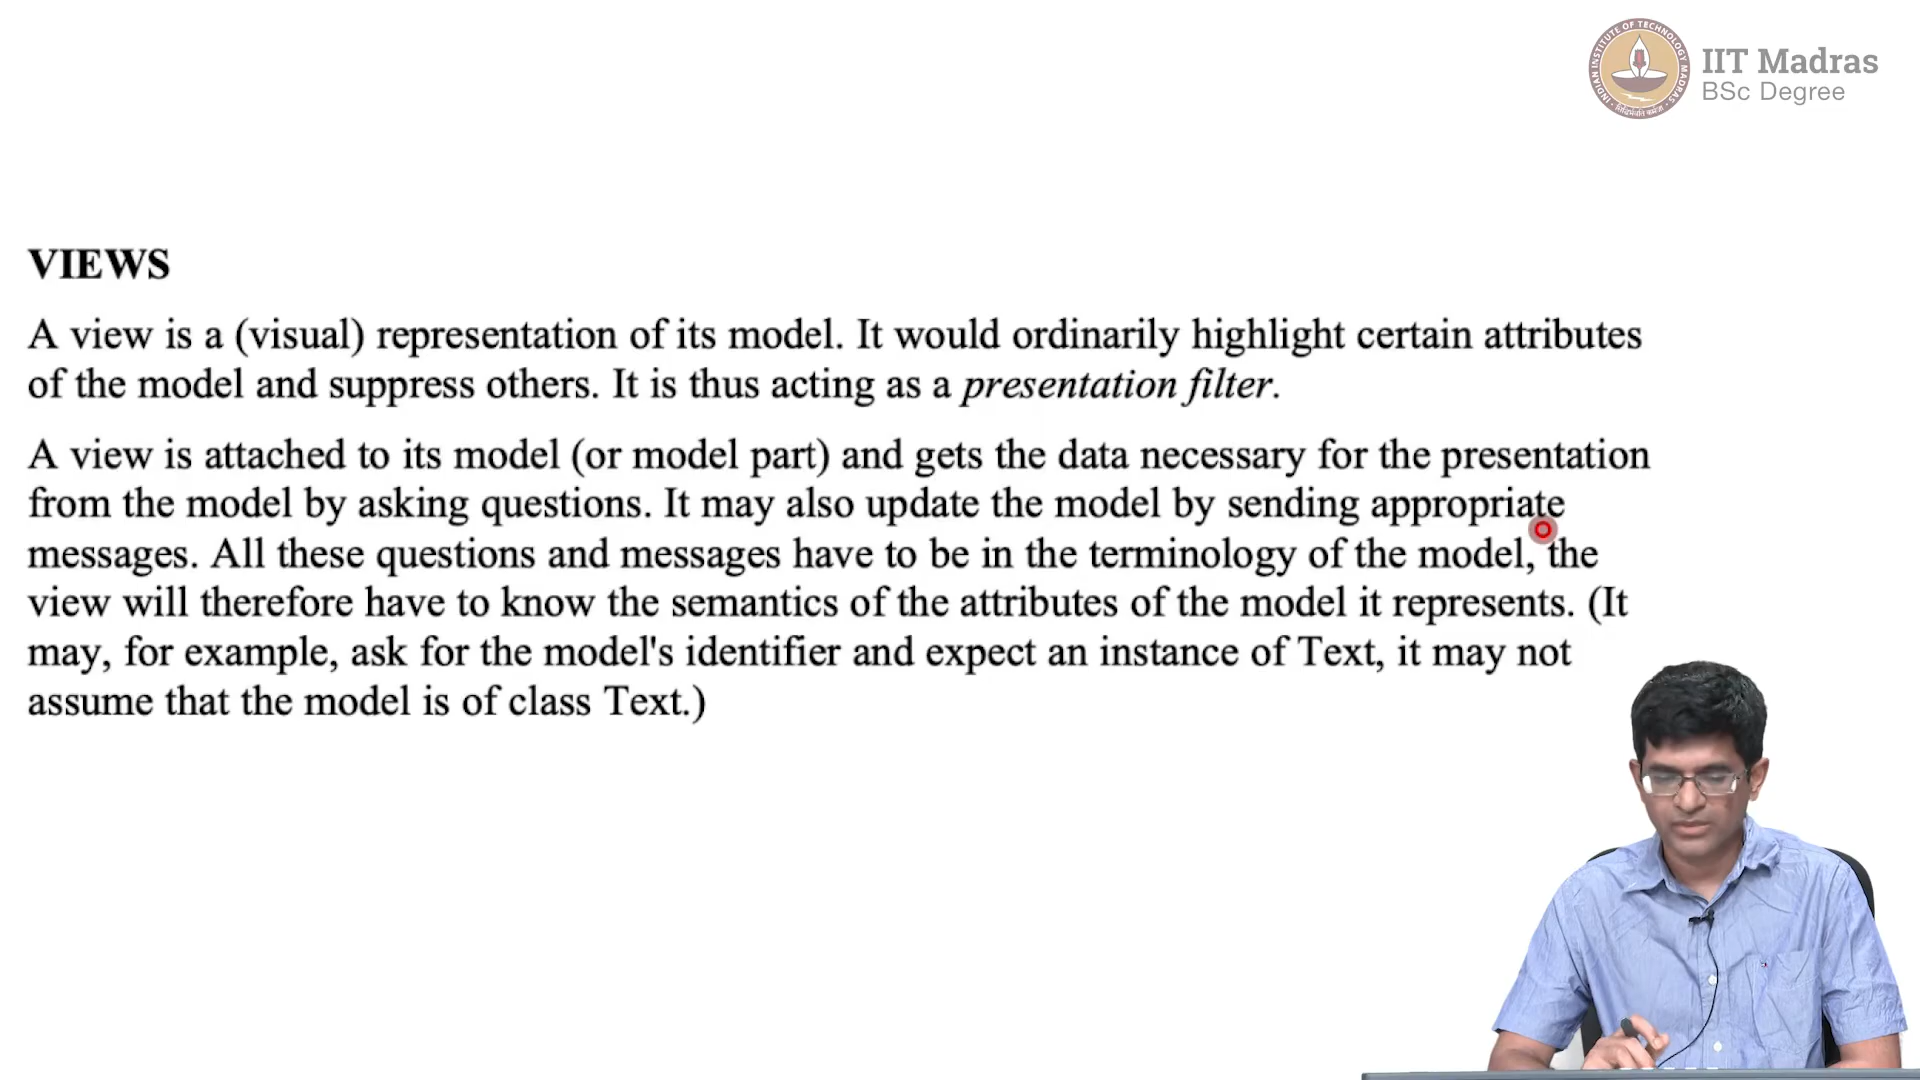 IIT Madras
BSc Degree
INDIAN INSTITUTE OF TECHNOLOGY MADRAS
VIEWS
A view is a (visual) representation of its model. It would ordinarily highlight certain attributes
of the model and suppress others. It is thus acting as a presentation filter.
A view is attached to its model (or model part) and gets the data necessary for the presentation
from the model by asking questions. It may also update the model by sending appropriate
messages. All these questions and messages have to be in the terminology of the model, the
view will therefore have to know the semantics of the attributes of the model it represents. (It
may, for example, ask for the model's identifier and expect an instance of Text, it may not
assume that the model is of class Text.)